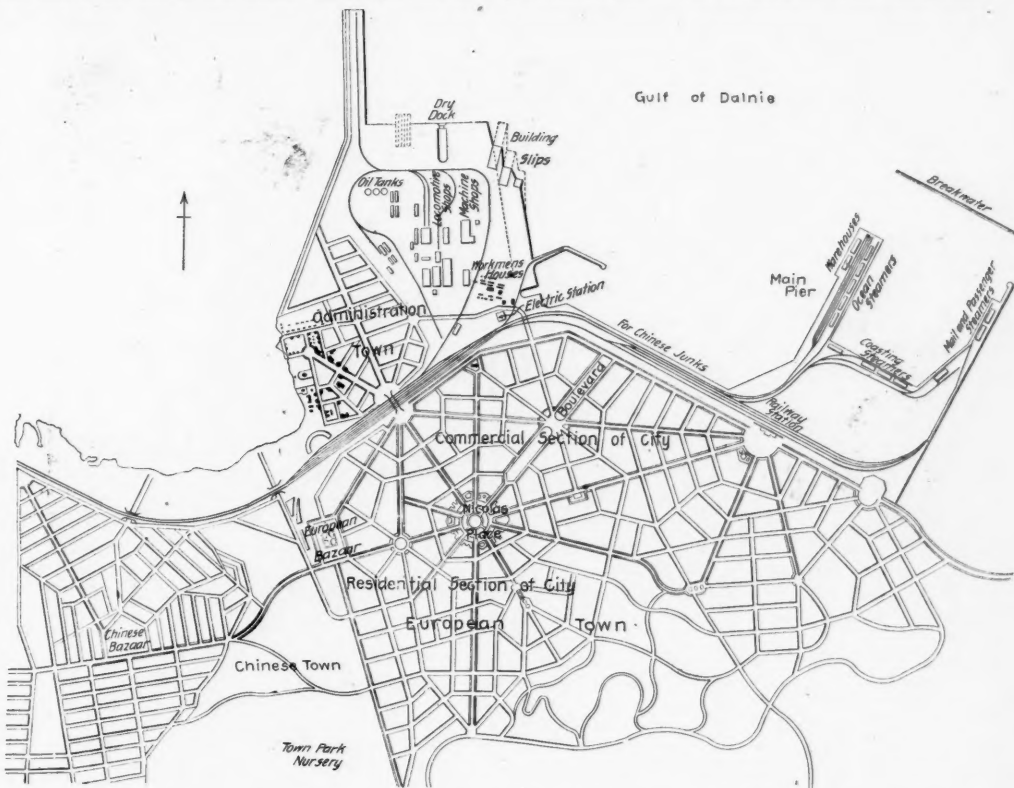 Gulf of Dalnie
Dry
Dock
Building
Slips
Oil Tanks
Locomotive
Shops
Machine
Shops
Breakwater
Workmens
Houses
Electric Station
Main
Pier
Warehouses
Ocean
Steamers
Mail and Passenger
Steamers
Coasting
Steamers
For Chinese Junks
Railway
Administration
Town
Boulevard
Commercial Section of City
Nicolas
Place
European
Bazaar
Residential Section of City
European Town
Chinese
Bazaar
Chinese Town
Town Park
Nursery